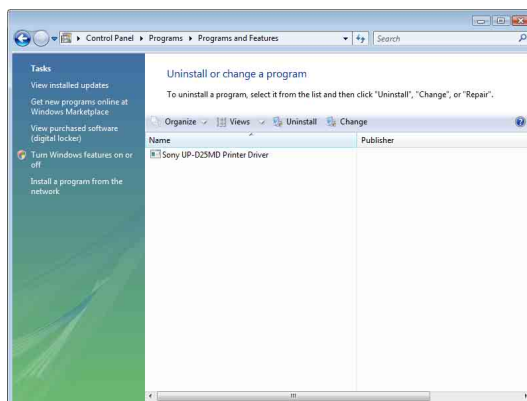 Control Panel Programs Programs and Features
Search
Tasks
View installed updates
Get new programs online at
Windows Marketplace
View purchased software
(digital locker)
Turn Windows features on or
off
Install a program from the
network
Uninstall or change a program
To uninstall a program, select it from the list and then click "Uninstall", "Change", or "Repair".
Organize Views Uninstall Change
Name Publisher
Sony UP-D25MD Printer Driver